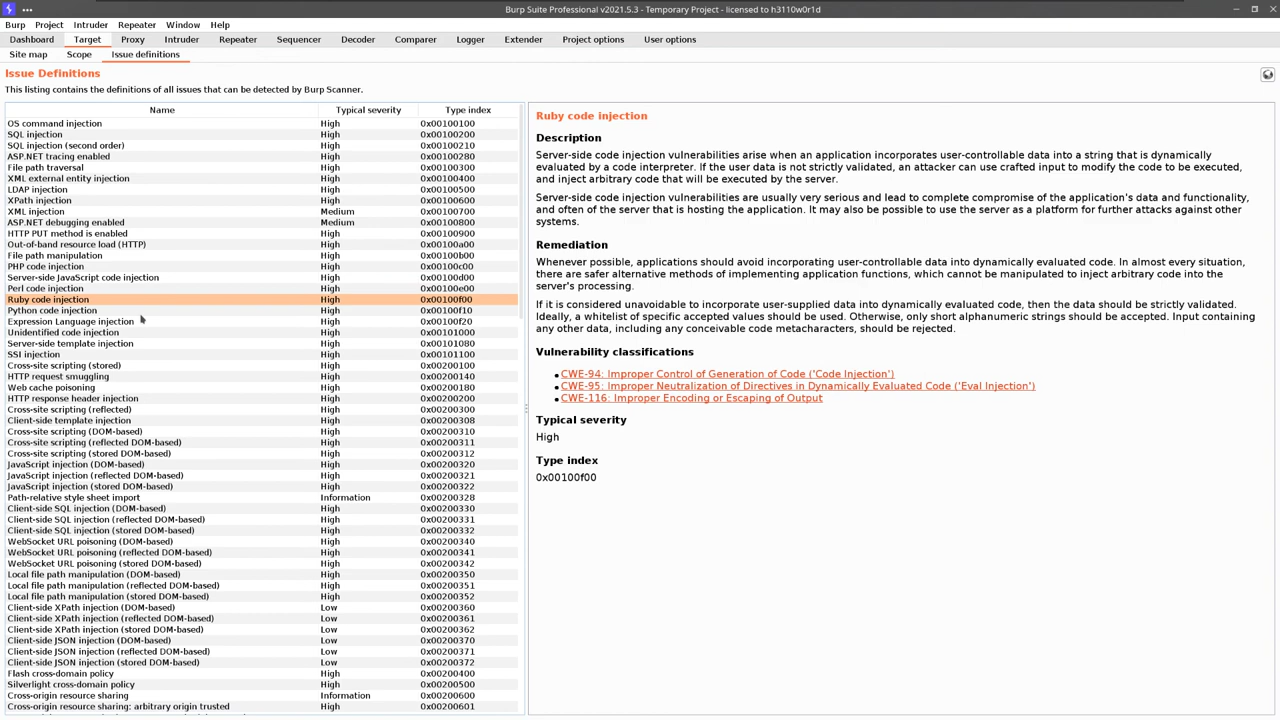 Burp Suite Professional v2021.5.3 - Temporary Project - licensed to h3110w0r1d
Burp Project Intruder Repeater Window Help
Dashboard Target Proxy Intruder Repeater Sequencer Decoder Comparer Logger Extender Project options User options
Site map Scope Issue definitions
Issue Definitions
This listing contains the definitions of all issues that can be detected by Burp Scanner.
Name Typical severity Type index
OS command injection High 0x00100100
SQL injection High 0x00100200
SQL injection (second order) High 0x00100210
ASP.NET tracing enabled High 0x00100280
File path traversal High 0x00100300
XML external entity injection High 0x00100400
LDAP injection High 0x00100500
XPath injection High 0x00100600
XML injection Medium 0x00100700
ASP.NET debugging enabled Medium 0x00100800
HTTP PUT method is enabled High 0x00100900
Out-of-band resource load (HTTP) High 0x00100a00
File path manipulation High 0x00100b00
PHP code injection High 0x00100c00
Server-side JavaScript code injection High 0x00100d00
Perl code injection High 0x00100e00
Ruby code injection High 0x00100f00
Python code injection High 0x00100f10
Expression Language injection High 0x00100f20
Unidentified code injection High 0x00101000
Server-side template injection High 0x00101080
SSI injection High 0x00101100
Cross-site scripting (stored) High 0x00200100
HTTP request smuggling High 0x00200140
Web cache poisoning High 0x00200180
HTTP response header injection High 0x00200200
Cross-site scripting (reflected) High 0x00200300
Client-side template injection High 0x00200308
Cross-site scripting (DOM-based) High 0x00200310
Cross-site scripting (reflected DOM-based) High 0x00200311
Cross-site scripting (stored DOM-based) High 0x00200312
JavaScript injection (DOM-based) High 0x00200320
JavaScript injection (reflected DOM-based) High 0x00200321
JavaScript injection (stored DOM-based) High 0x00200322
Path-relative style sheet import Information 0x00200328
Client-side SQL injection (DOM-based) High 0x00200330
Client-side SQL injection (reflected DOM-based) High 0x00200331
Client-side SQL injection (stored DOM-based) High 0x00200332
WebSocket URL poisoning (DOM-based) High 0x00200340
WebSocket URL poisoning (reflected DOM-based) High 0x00200341
WebSocket URL poisoning (stored DOM-based) High 0x00200342
Local file path manipulation (DOM-based) High 0x00200350
Local file path manipulation (reflected DOM-based) High 0x00200351
Local file path manipulation (stored DOM-based) High 0x00200352
Client-side XPath injection (DOM-based) Low 0x00200360
Client-side XPath injection (reflected DOM-based) Low 0x00200361
Client-side XPath injection (stored DOM-based) Low 0x00200362
Client-side JSON injection (DOM-based) Low 0x00200370
Client-side JSON injection (reflected DOM-based) Low 0x00200371
Client-side JSON injection (stored DOM-based) Low 0x00200372
Flash cross-domain policy High 0x00200400
Silverlight cross-domain policy High 0x00200500
Cross-origin resource sharing Information 0x00200600
Cross-origin resource sharing: arbitrary origin trusted High 0x00200601
Ruby code injection
Description
Server-side code injection vulnerabilities arise when an application incorporates user-controllable data into a string that is dynamically
evaluated by a code interpreter. If the user data is not strictly validated, an attacker can use crafted input to modify the code to be executed,
and inject arbitrary code that will be executed by the server.
Server-side code injection vulnerabilities are usually very serious and lead to complete compromise of the application's data and functionality,
and often of the server that is hosting the application. It may also be possible to use the server as a platform for further attacks against other
systems.
Remediation
Whenever possible, applications should avoid incorporating user-controllable data into dynamically evaluated code. In almost every situation,
there are safer alternative methods of implementing application functions, which cannot be manipulated to inject arbitrary code into the
server's processing.
If it is considered unavoidable to incorporate user-supplied data into dynamically evaluated code, then the data should be strictly validated.
Ideally, a whitelist of specific accepted values should be used. Otherwise, only short alphanumeric strings should be accepted. Input containing
any other data, including any conceivable code metacharacters, should be rejected.
Vulnerability classifications
CWE-94: Improper Control of Generation of Code ('Code Injection')
CWE-95: Improper Neutralization of Directives in Dynamically Evaluated Code ('Eval Injection')
CWE-116: Improper Encoding or Escaping of Output
Typical severity
High
Type index
0x00100f00